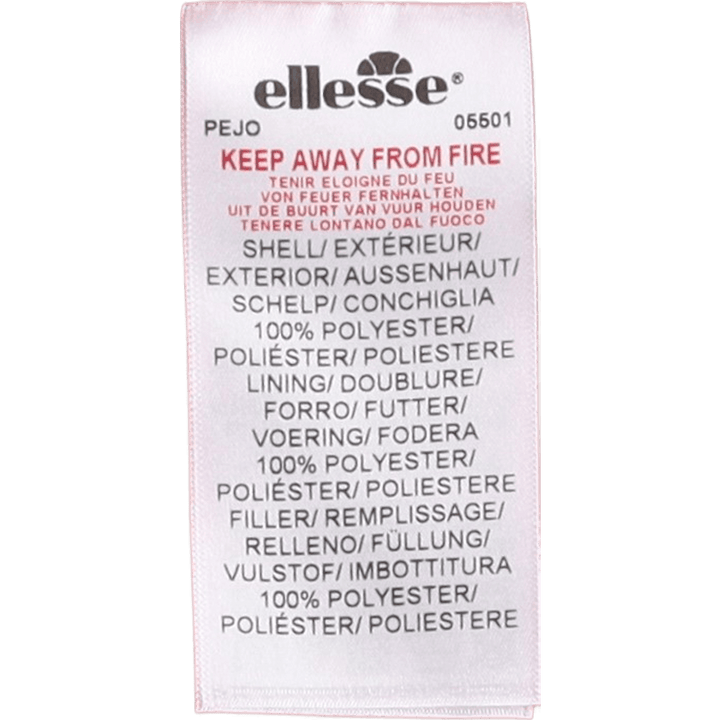 ellesse®
PEJO 05501
KEEP AWAY FROM FIRE
TENIR ELOIGNE DU FEU
VON FEUER FERNHALTEN
UIT DE BUURT VAN VUUR HOUDEN
TENERE LONTANO DAL FUOCO
SHELL/ EXTÉRIEUR/
EXTERIOR/ AUSSENHAUT/
SCHELP/ CONCHIGLIA
100% POLYESTER/
POLIÉSTER/ POLIESTERE
LINING/ DOUBLURE/
FORRO/ FUTTER/
VOERING/ FODERA
100% POLYESTER/
POLIÉSTER/ POLIESTERE
FILLER/ REMPLISSAGE/
RELLENO/ FÜLLUNG/
VULSTOF/ IMBOTTITURA
100% POLYESTER/
POLIÉSTER/ POLIESTERE